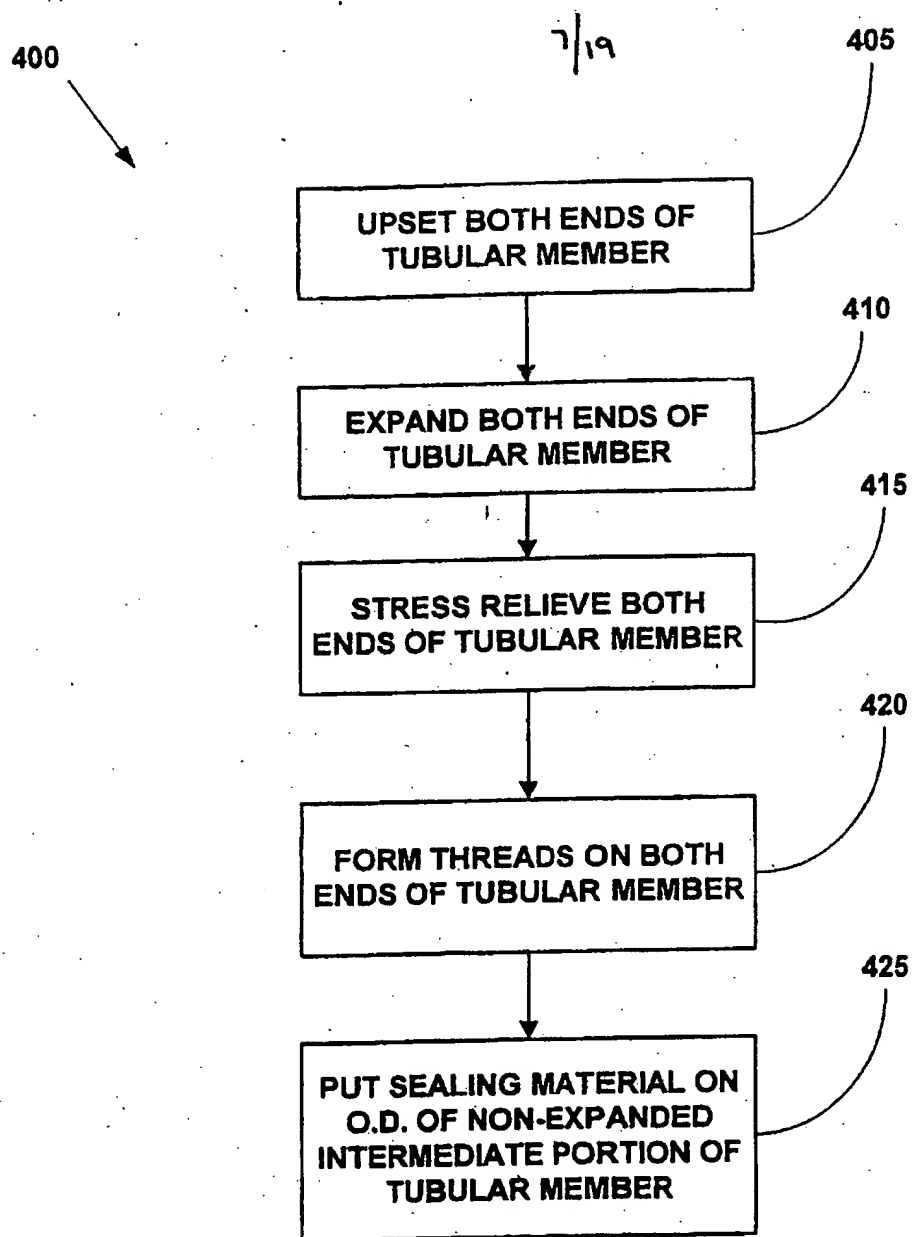 7/19
400
405
UPSET BOTH ENDS OF
TUBULAR MEMBER
410
EXPAND BOTH ENDS OF
TUBULAR MEMBER
415
STRESS RELIEVE BOTH
ENDS OF TUBULAR MEMBER
420
FORM THREADS ON BOTH
ENDS OF TUBULAR MEMBER
425
PUT SEALING MATERIAL ON
O.D. OF NON-EXPANDED
INTERMEDIATE PORTION OF
TUBULAR MEMBER